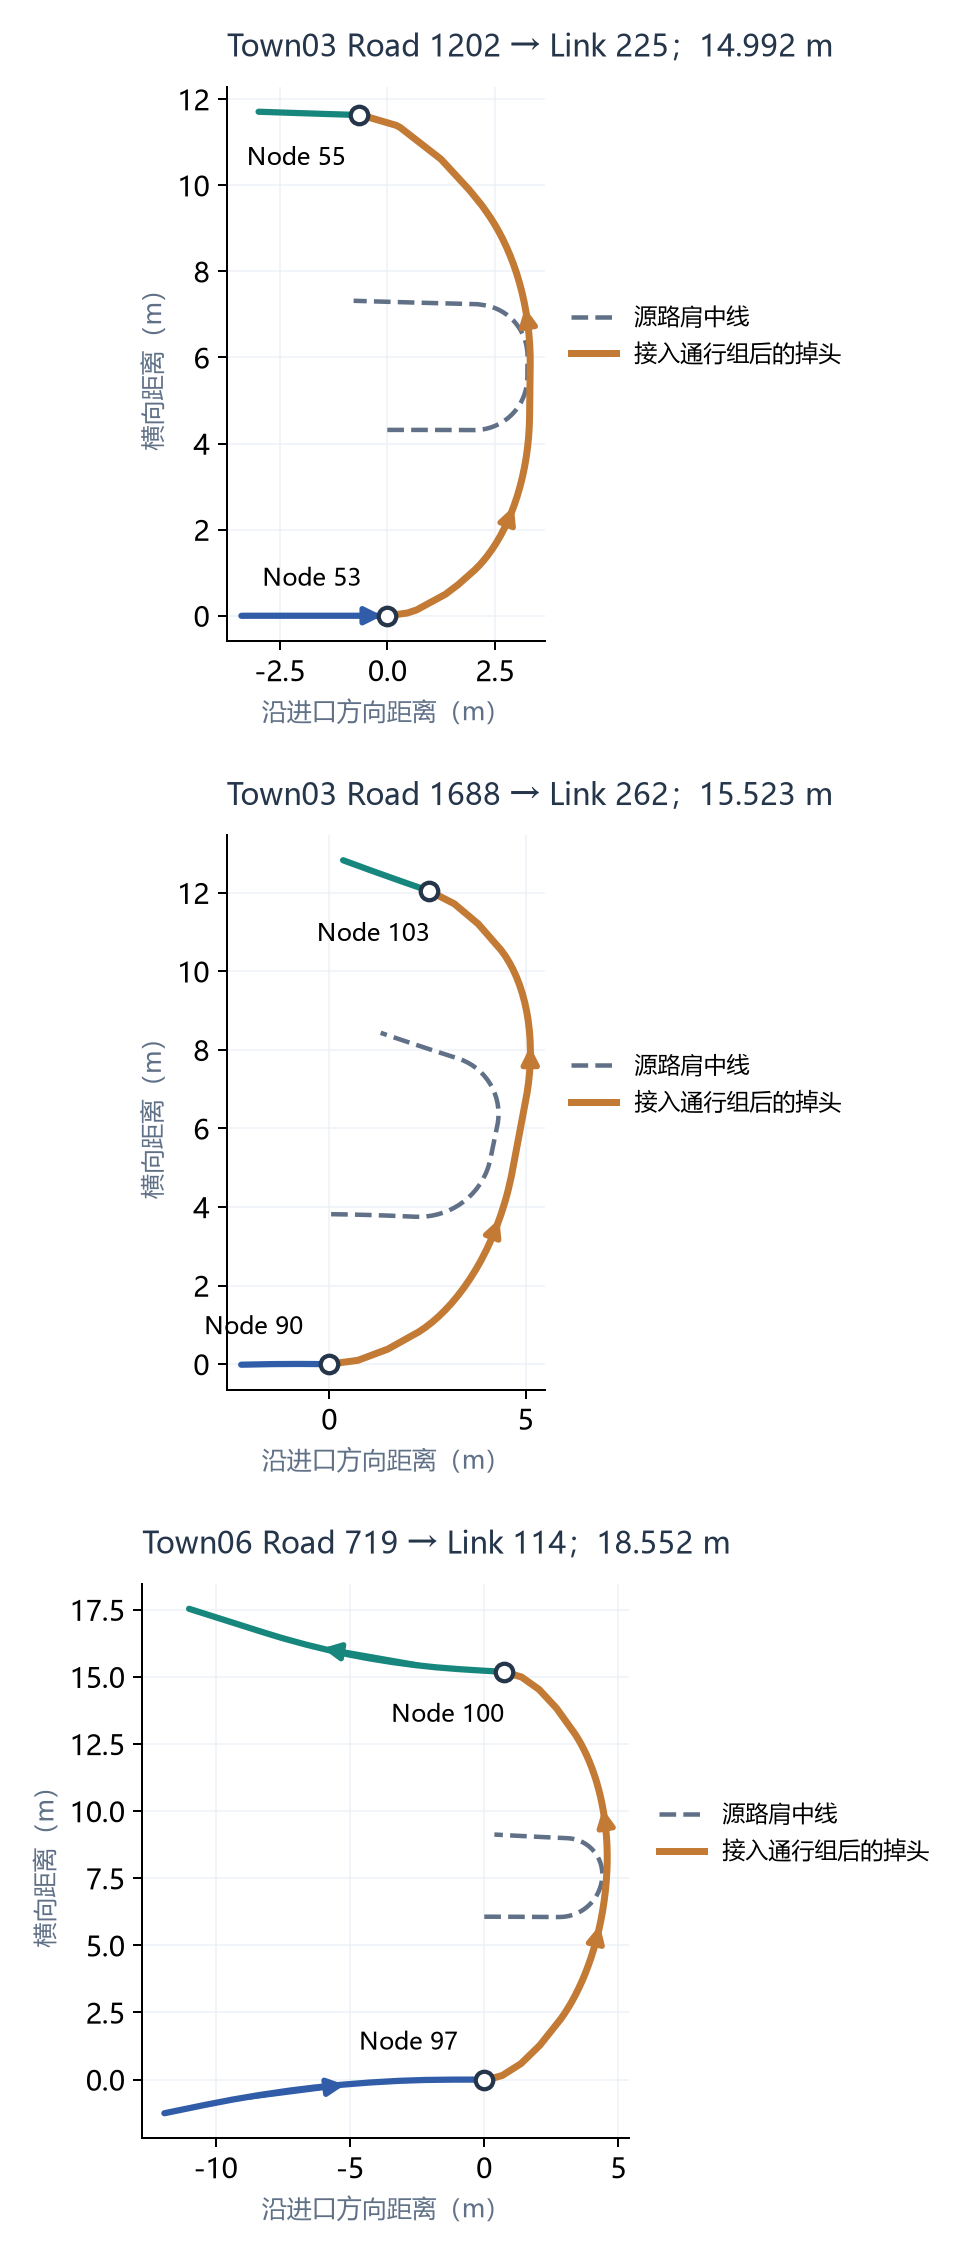 Town03 Road 1202 → Link 225；14.992 m
12
10
8
6
4
2
0
横向距离（m）
Node 55
Node 53
-2.5 0.0 2.5
沿进口方向距离（m）
源路肩中线
接入通行组后的掉头
Town03 Road 1688 → Link 262；15.523 m
12
10
8
6
4
2
0
横向距离（m）
Node 103
Node 90
0 5
沿进口方向距离（m）
源路肩中线
接入通行组后的掉头
Town06 Road 719 → Link 114；18.552 m
17.5
15.0
12.5
10.0
7.5
5.0
2.5
0.0
横向距离（m）
Node 100
Node 97
-10 -5 0 5
沿进口方向距离（m）
源路肩中线
接入通行组后的掉头